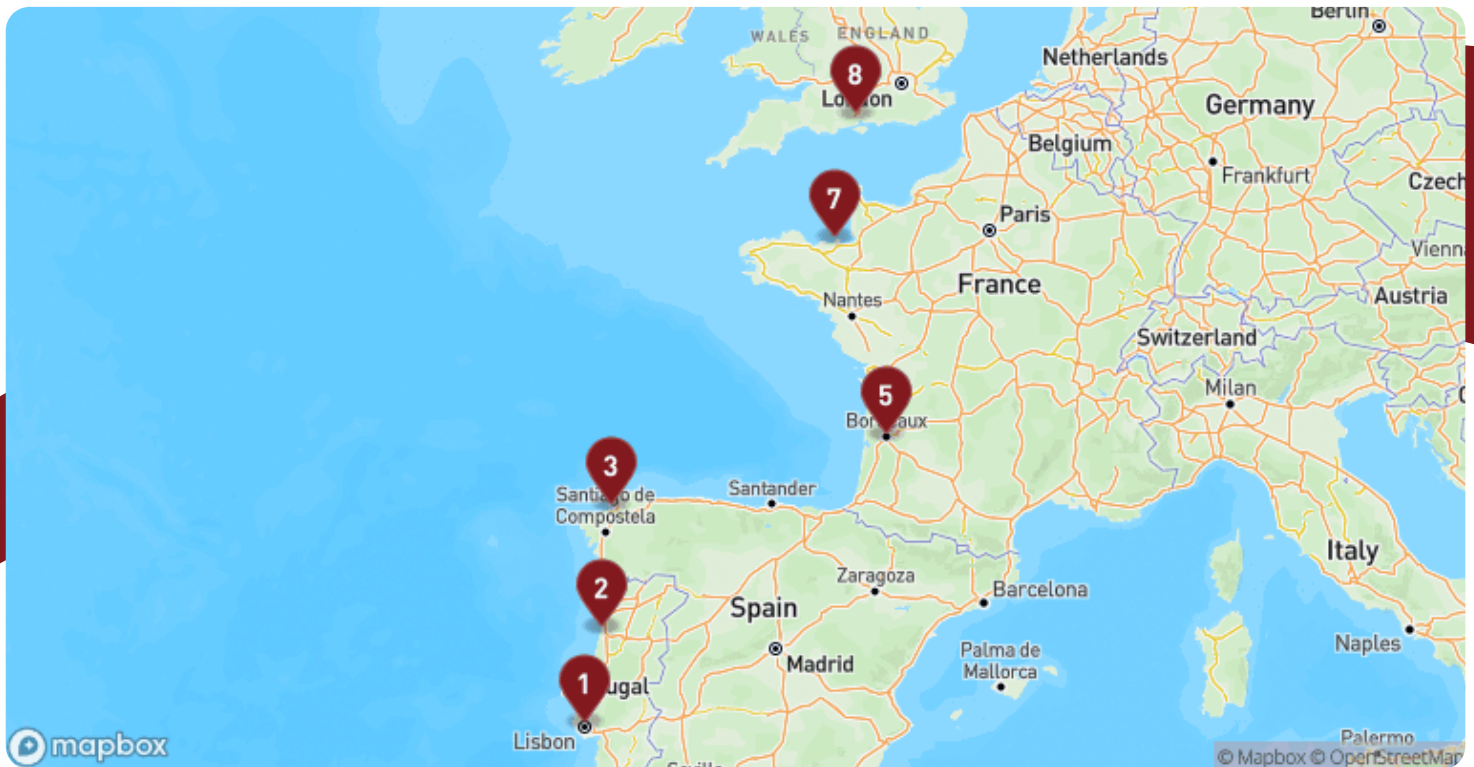 Berlin
WALES
ENGLAND
Netherlands
8
London
Germany
Belgium
Frankfurt
Czech
7
Paris
Vienn
France
Nantes
Austria
Switzerland
Milan
5
Bordeaux
3
Santiago de
Compostela
Santander
Italy
Zaragoza
Barcelona
2
Spain
Naples
Madrid
Palma de
Mallorca
1
ugal
Lisbon
mapbox
Palermo
© Mapbox © OpenStreetMap